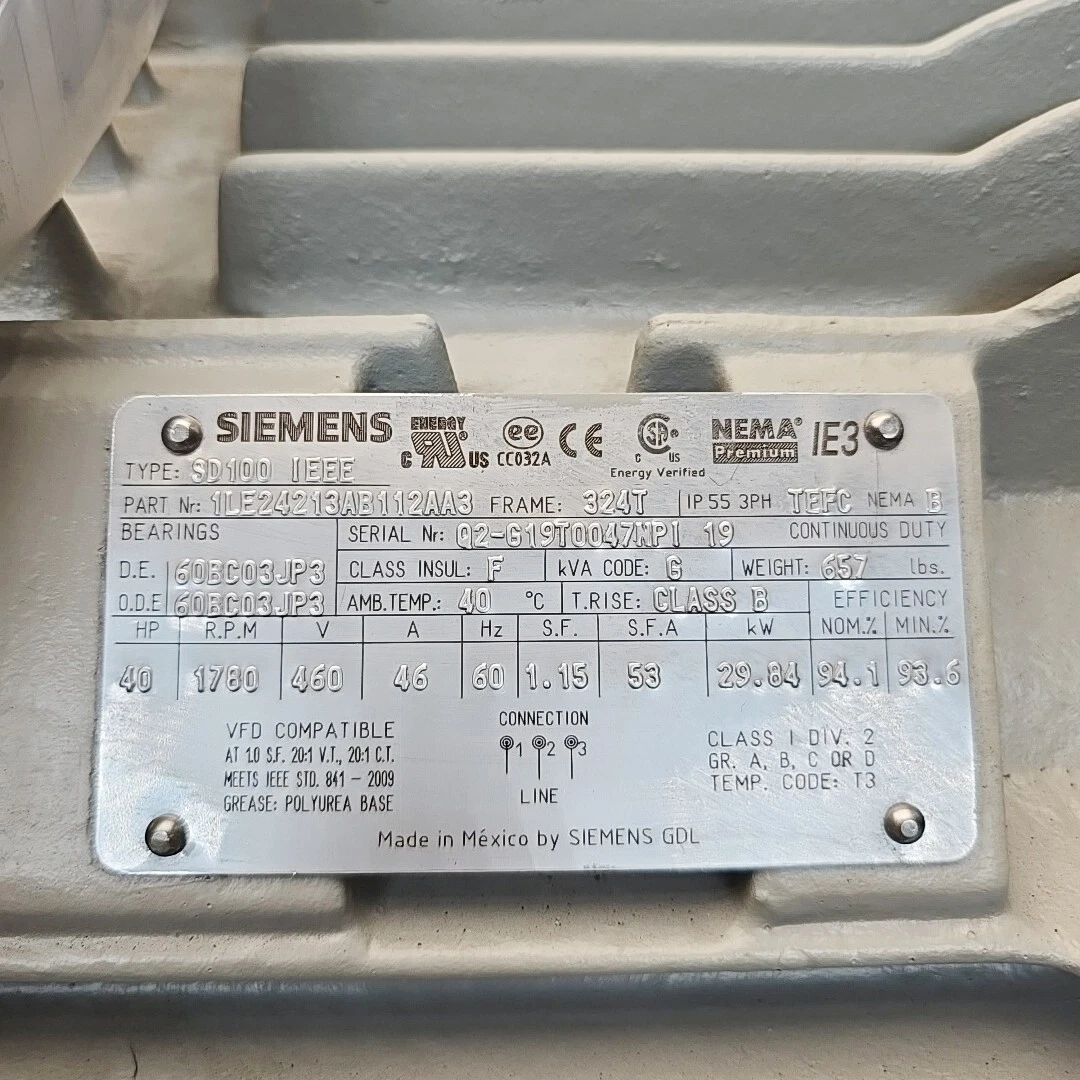 SIEMENS ENERGY C UR US ee CC032A CE C SA US Energy Verified NEMA Premium IE3
TYPE: SD100 IEEE
PART Nr: 1LE24213AB112AA3 FRAME: 324T IP 55 3PH TEFC NEMA B
BEARINGS SERIAL Nr: Q2-G19T0047NP1 19 CONTINUOUS DUTY
D.E. 60BC03JP3 CLASS INSUL: F kVA CODE: G WEIGHT: 657 lbs.
O.D.E 60BC03JP3 AMB.TEMP.: 40 °C T.RISE: CLASS B EFFICIENCY
HP R.P.M V A Hz S.F. S.F.A kW NOM.% MIN.%
40 1780 460 46 60 1.15 53 29.84 94.1 93.6
VFD COMPATIBLE
AT 1.0 S.F. 20:1 V.T., 20:1 C.T.
MEETS IEEE STD. 841 - 2009
GREASE: POLYUREA BASE
CONNECTION
1 2 3
LINE
CLASS I DIV. 2
GR. A, B, C OR D
TEMP. CODE: T3
Made in México by SIEMENS GDL